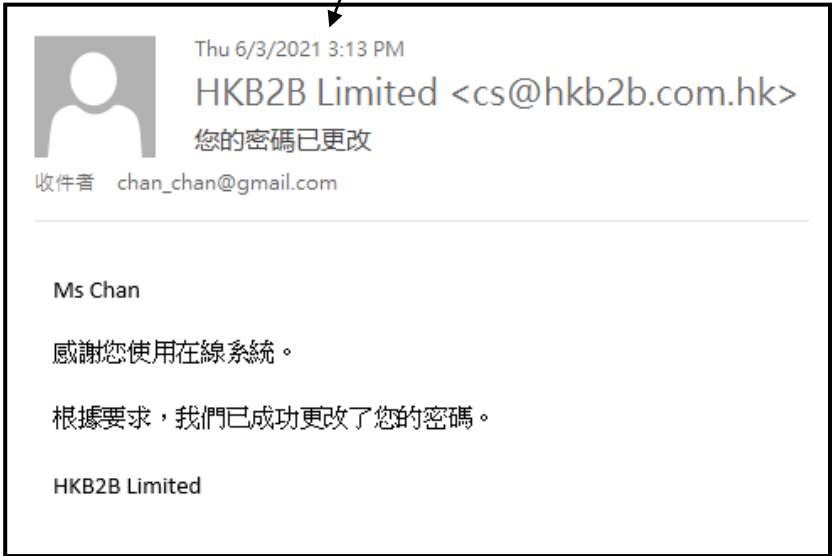 Thu 6/3/2021 3:13 PM
HKB2B Limited <cs@hkb2b.com.hk>
您的密碼已更改
收件者 chan_chan@gmail.com
Ms Chan
感謝您使用在線系統。
根據要求，我們已成功更改了您的密碼。
HKB2B Limited